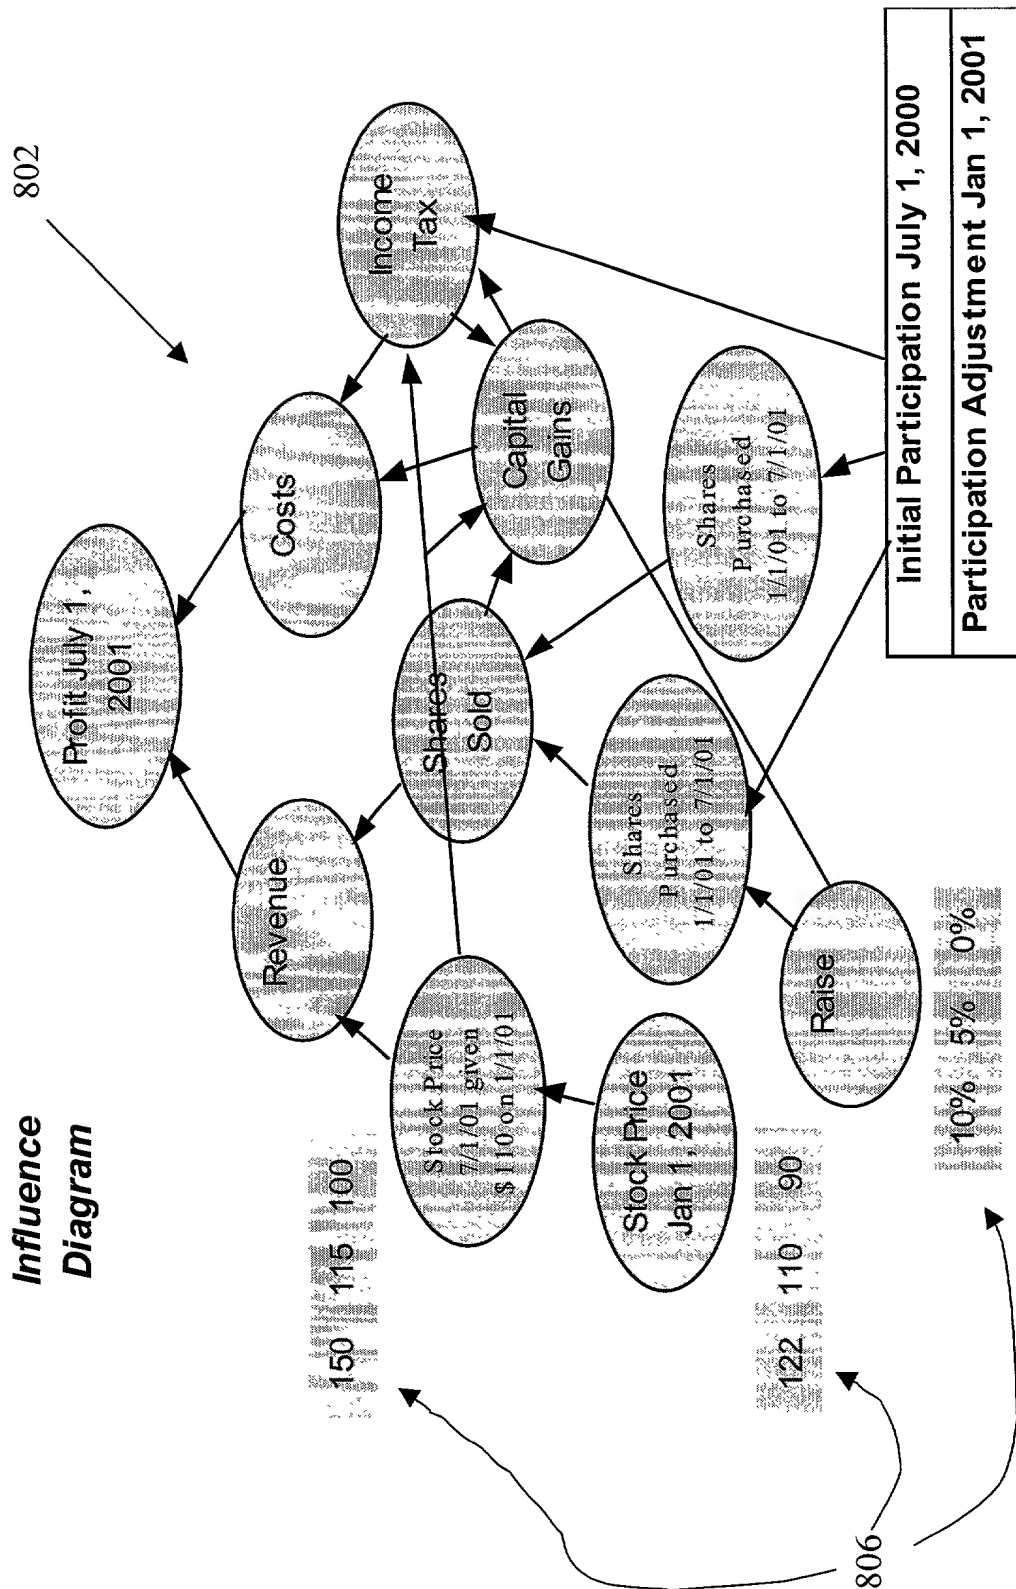 Influence
Diagram
802
Profit July 1,
2001
Revenue
Costs
150 115 100
Stock Price
7/1/01 given
$110 on 1/1/01
Shares
Sold
Income
Tax
Capital
Gains
Stock Price
Jan 1, 2001
Shares
Purchased
1/1/01 to 7/1/01
Shares
Purchased
1/1/01 to 7/1/01
122 110 90
Raise
10% 5% 0%
Initial Participation July 1, 2000
Participation Adjustment Jan 1, 2001
806